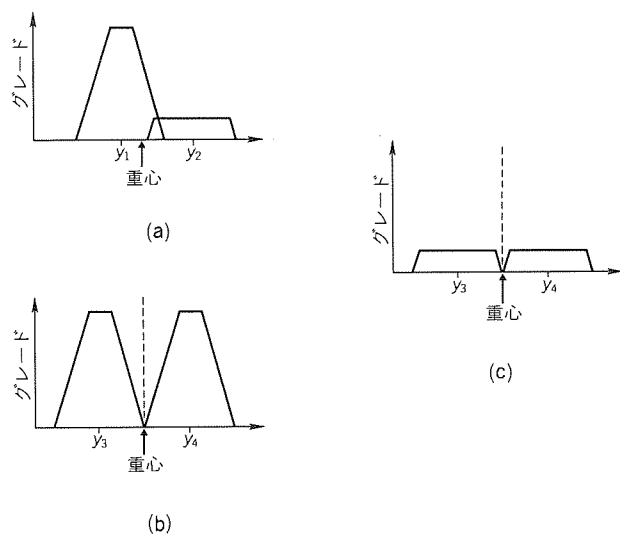 グレード
y₁ y₂
重心
(a)
グレード
y₃ y₄
重心
(b)
グレード
y₃ y₄
重心
(c)